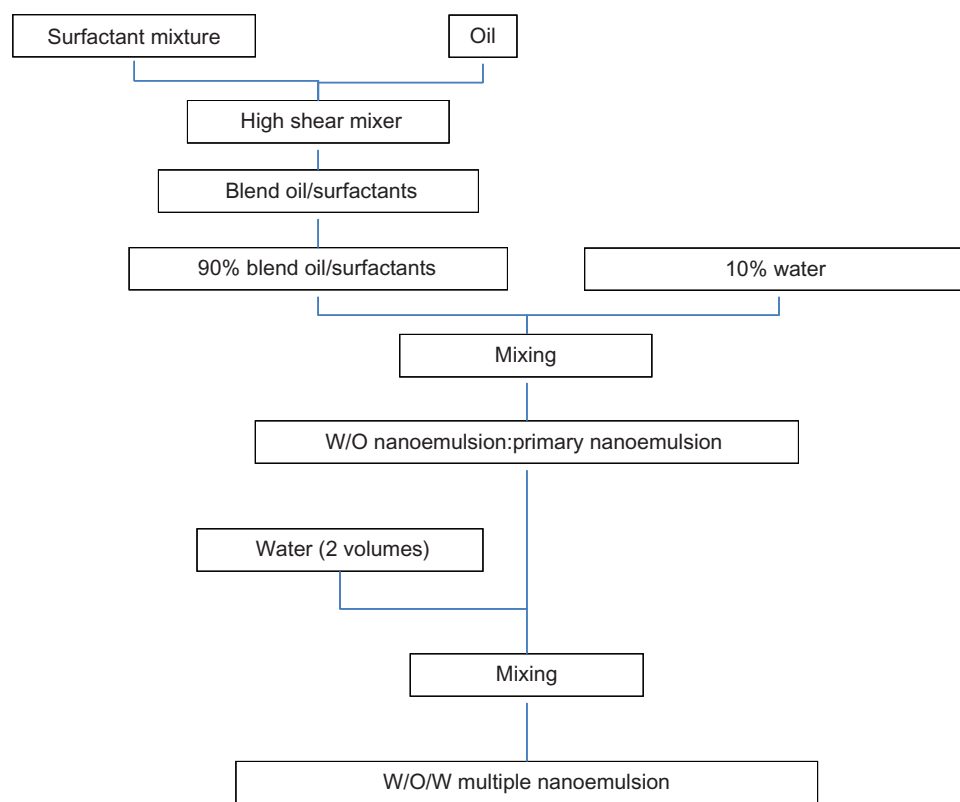 Surfactant mixture
Oil
High shear mixer
Blend oil/surfactants
90% blend oil/surfactants
10% water
Mixing
W/O nanoemulsion:primary nanoemulsion
Water (2 volumes)
Mixing
W/O/W multiple nanoemulsion